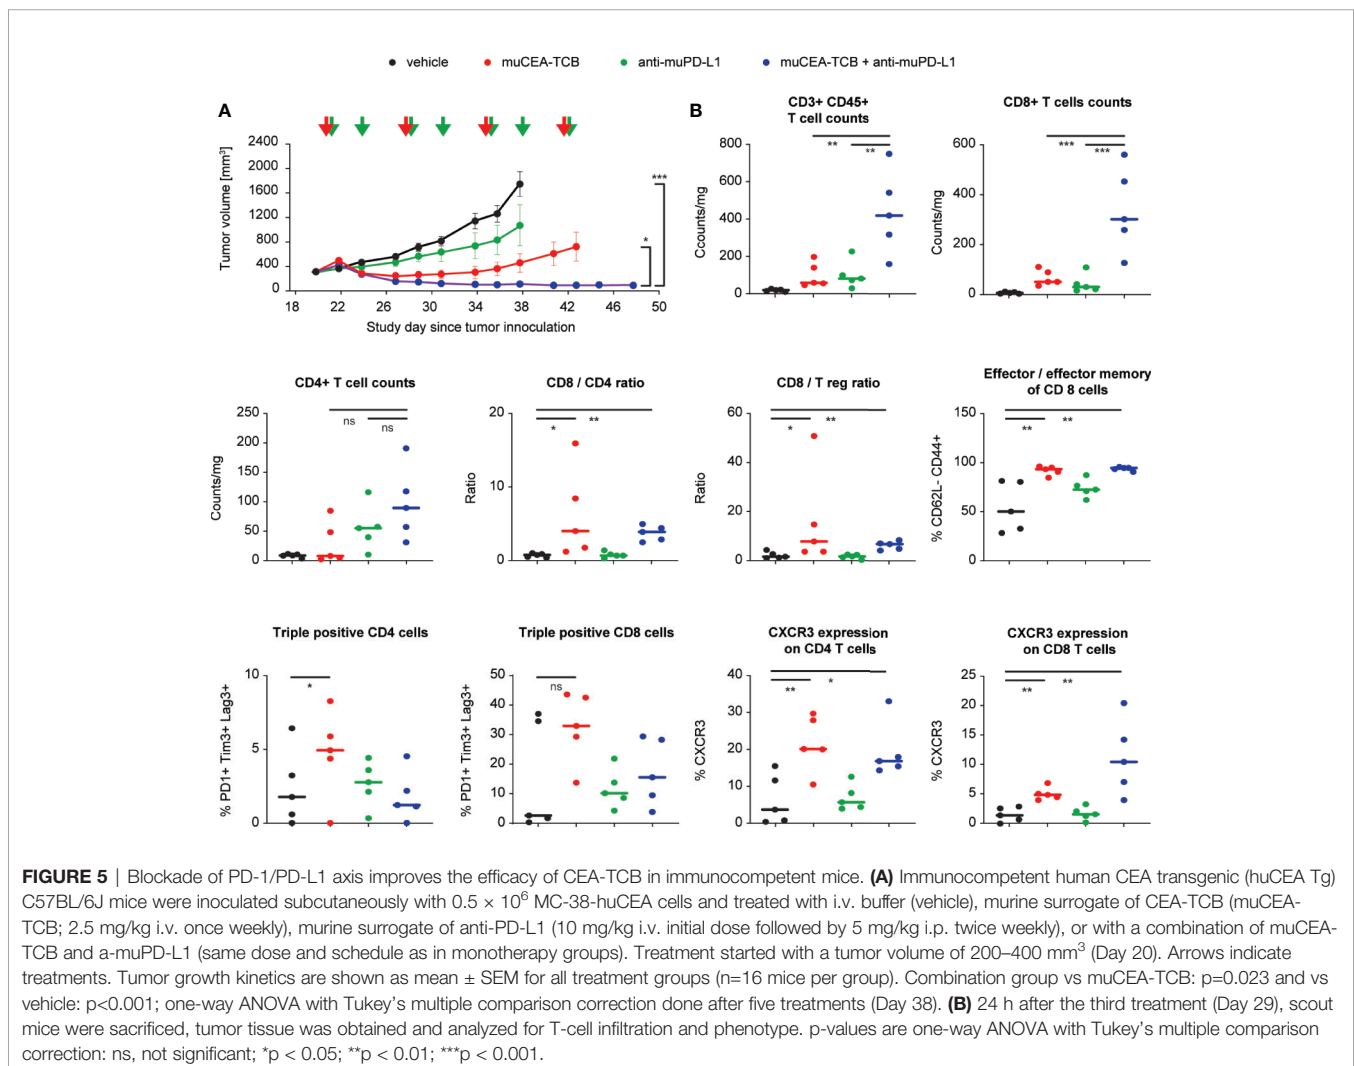 vehicle muCEA-TCB anti-muPD-L1 muCEA-TCB + anti-muPD-L1
A
Tumor volume [mm³]
2400
2000
1600
1200
800
400
0
18 22 26 30 34 38 42 46 50
Study day since tumor innoculation
***
*
B
CD3+ CD45+
T cell counts
Ccounts/mg
800
600
400
200
0
** **
CD8+ T cells counts
Counts/mg
600
400
200
0
*** ***
CD4+ T cell counts
Counts/mg
250
200
150
100
50
0
ns ns
CD8 / CD4 ratio
Ratio
20
10
0
* **
CD8 / T reg ratio
Ratio
60
40
20
0
* **
Effector / effector memory
of CD 8 cells
% CD62L- CD44+
150
100
50
0
** **
Triple positive CD4 cells
% PD1+ Tim3+ Lag3+
10
5
0
*
Triple positive CD8 cells
% PD1+ Tim3+ Lag3+
50
40
30
20
10
0
ns
CXCR3 expression
on CD4 T cells
% CXCR3
40
30
20
10
0
** *
CXCR3 expression
on CD8 T cells
% CXCR3
25
20
15
10
5
0
** **
FIGURE 5 | Blockade of PD-1/PD-L1 axis improves the efficacy of CEA-TCB in immunocompetent mice. (A) Immunocompetent human CEA transgenic (huCEA Tg)
C57BL/6J mice were inoculated subcutaneously with 0.5 × 10⁶ MC-38-huCEA cells and treated with i.v. buffer (vehicle), murine surrogate of CEA-TCB (muCEA-
TCB; 2.5 mg/kg i.v. once weekly), murine surrogate of anti-PD-L1 (10 mg/kg i.v. initial dose followed by 5 mg/kg i.p. twice weekly), or with a combination of muCEA-
TCB and a-muPD-L1 (same dose and schedule as in monotherapy groups). Treatment started with a tumor volume of 200–400 mm³ (Day 20). Arrows indicate
treatments. Tumor growth kinetics are shown as mean ± SEM for all treatment groups (n=16 mice per group). Combination group vs muCEA-TCB: p=0.023 and vs
vehicle: p<0.001; one-way ANOVA with Tukey's multiple comparison correction done after five treatments (Day 38). (B) 24 h after the third treatment (Day 29), scout
mice were sacrificed, tumor tissue was obtained and analyzed for T-cell infiltration and phenotype. p-values are one-way ANOVA with Tukey's multiple comparison
correction: ns, not significant; *p < 0.05; **p < 0.01; ***p < 0.001.